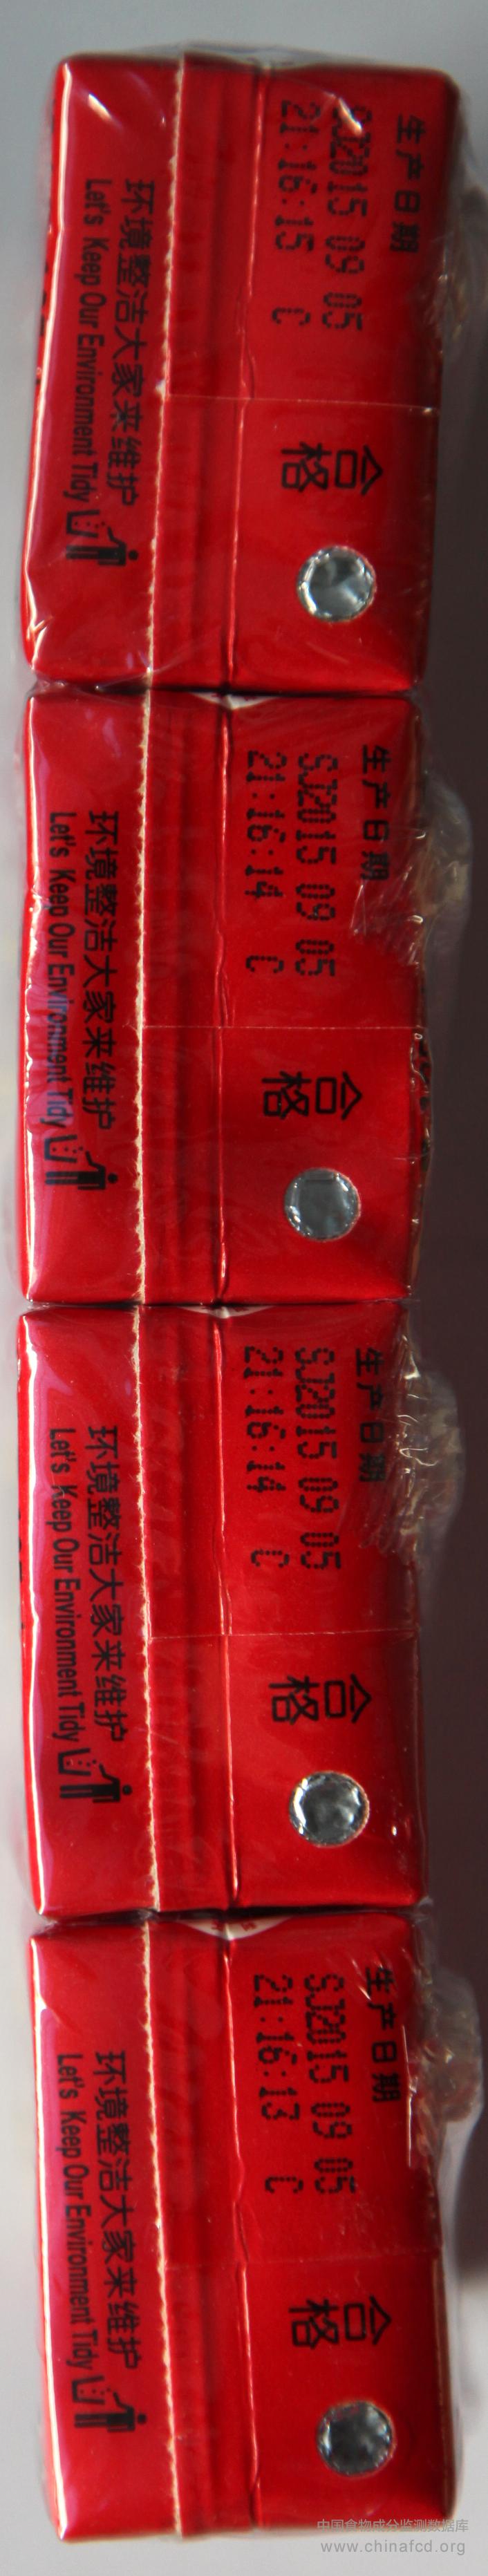 生产日期
SJ2015 09 05
21:16:15 C
合格
环境整洁大家来维护
Let's Keep Our Environment Tidy
生产日期
SJ2015 09 05
21:16:14 C
合格
环境整洁大家来维护
Let's Keep Our Environment Tidy
生产日期
SJ2015 09 05
21:16:14 C
合格
环境整洁大家来维护
Let's Keep Our Environment Tidy
生产日期
SJ2015 09 05
21:16:13 C
合格
环境整洁大家来维护
Let's Keep Our Environment Tidy
中国食物成分监测数据库
www.chinafcd.org